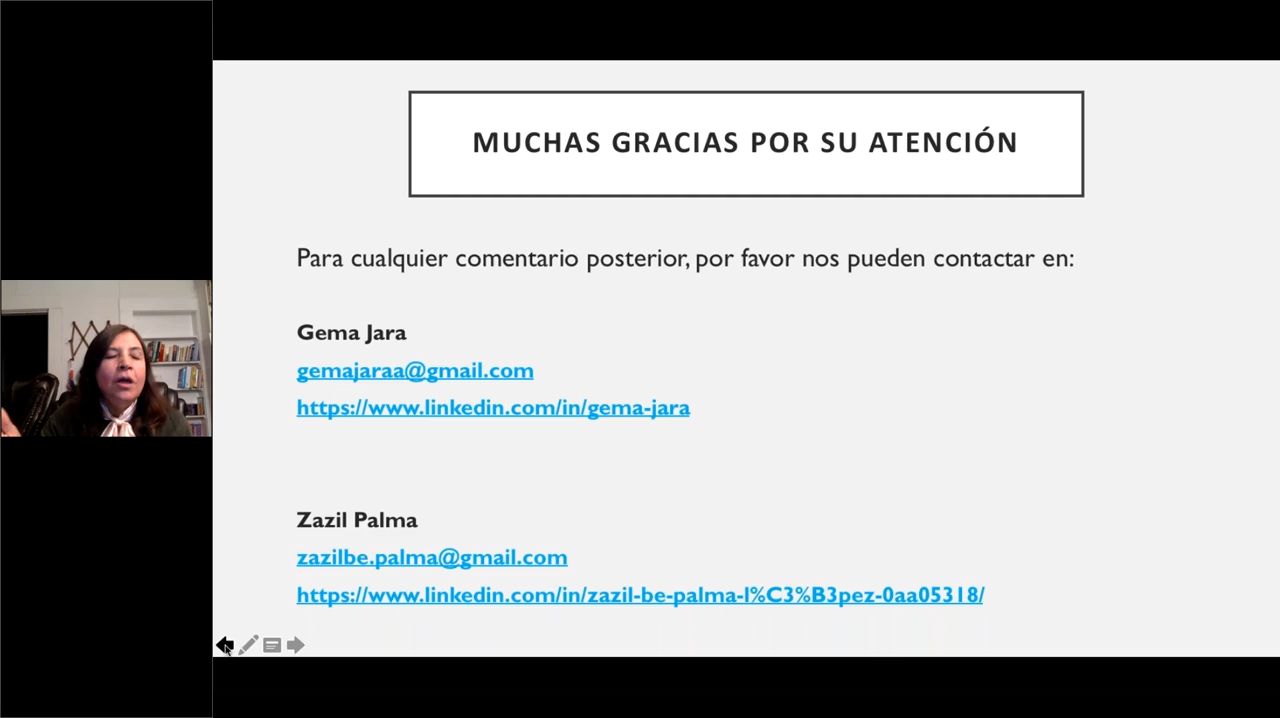 MUCHAS GRACIAS POR SU ATENCIÓN
Para cualquier comentario posterior, por favor nos pueden contactar en:
Gema Jara
gemajaraa@gmail.com
https://www.linkedin.com/in/gema-jara
Zazil Palma
zazilbe.palma@gmail.com
https://www.linkedin.com/in/zazil-be-palma-l%C3%B3pez-0aa05318/